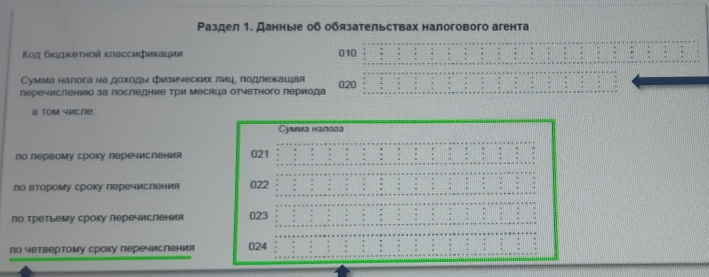 Раздел 1. Данные об обязательствах налогового агента
Код бюджетной классификации 010
Сумма налога на доходы физических лиц, подлежащая
перечислению за последние три месяца отчетного периода 020
в том числе:
Сумма налога
по первому сроку перечисления 021
по второму сроку перечисления 022
по третьему сроку перечисления 023
по четвертому сроку перечисления 024